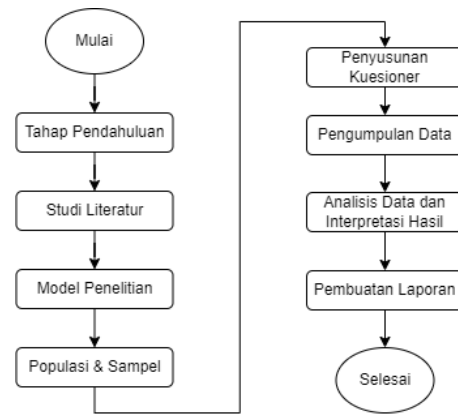 Mulai
Tahap Pendahuluan
Studi Literatur
Model Penelitian
Populasi & Sampel
Penyusunan
Kuesioner
Pengumpulan Data
Analisis Data dan
Interpretasi Hasil
Pembuatan Laporan
Selesai